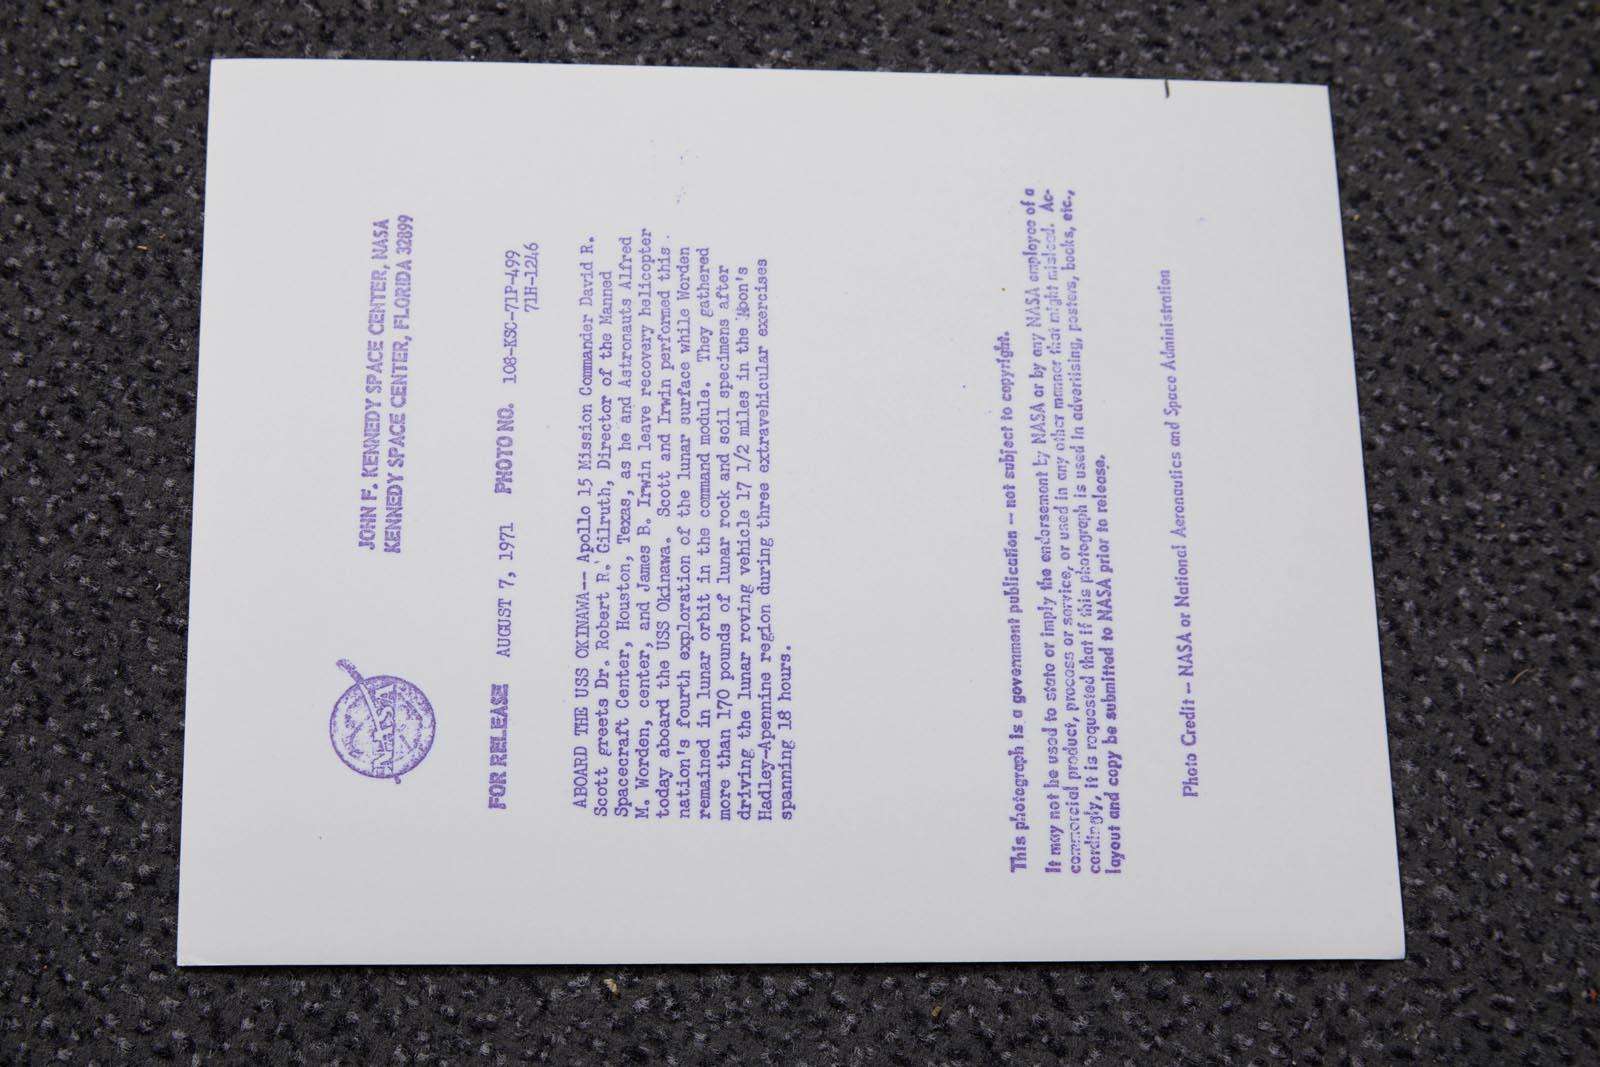 JOHN F. KENNEDY SPACE CENTER, NASA
KENNEDY SPACE CENTER, FLORIDA 32899
NASA
FOR RELEASE AUGUST 7, 1971 PHOTO NO. 108-KSC-71P-499
71H-1246
ABOARD THE USS OKINAWA-- Apollo 15 Mission Commander David R.
Scott greets Dr. Robert R. Gilruth, Director of the Manned
Spacecraft Center, Houston, Texas, as he and Astronauts Alfred
M. Worden, center, and James B. Irwin leave recovery helicopter
today aboard the USS Okinawa. Scott and Irwin performed this
nation's fourth exploration of the lunar surface while Worden
remained in lunar orbit in the command module. They gathered
more than 170 pounds of lunar rock and soil specimens after
driving the lunar roving vehicle 17 1/2 miles in the Moon's
Hadley-Apennine region during three extravehicular exercises
spanning 18 hours.
This photograph is a government publication — not subject to copyright.
It may not be used to state or imply the endorsement by NASA or by any NASA employee of a
commercial product, process or service, or used in any other manner that might mislead. Ac-
cordingly, it is requested that if this photograph is used in advertising, posters, books, etc.,
layout and copy be submitted to NASA prior to release.
Photo Credit — NASA or National Aeronautics and Space Administration